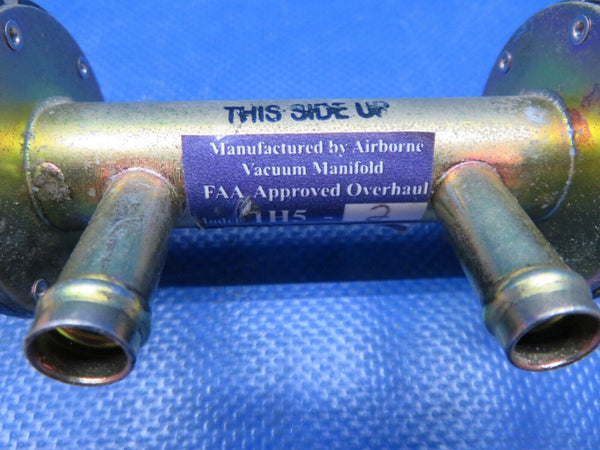 THIS SIDE UP
Manufactured by Airborne
Vacuum Manifold
FAA Approved Overhaul
1H5 - 2